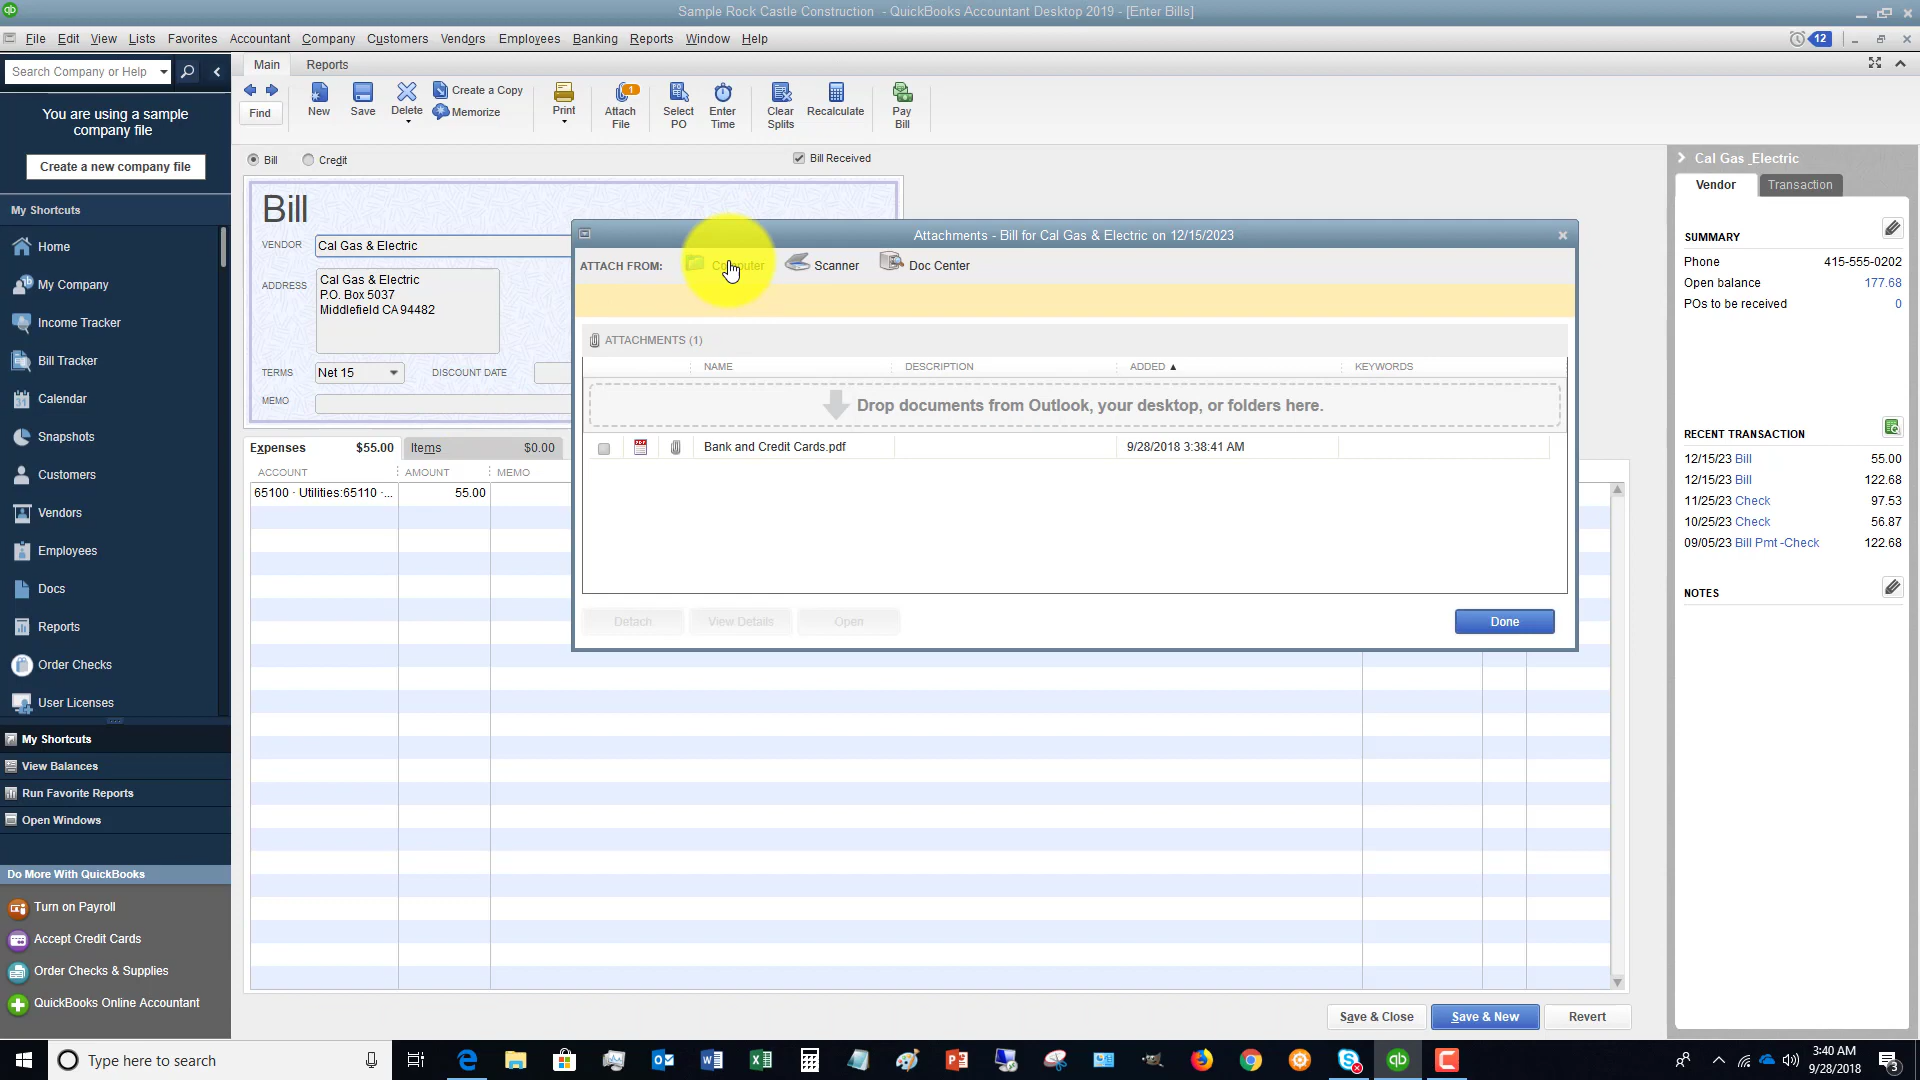 Sample Rock Castle Construction - QuickBooks Accountant Desktop 2019 - [Enter Bills]
File Edit View Lists Favorites Accountant Company Customers Vendors Employees Banking Reports Window Help
12
Search Company or Help
You are using a sample
company file
Create a new company file
My Shortcuts
Home
My Company
Income Tracker
Bill Tracker
Calendar
Snapshots
Customers
Vendors
Employees
Docs
Reports
Order Checks
User Licenses
My Shortcuts
View Balances
Run Favorite Reports
Open Windows
Do More With QuickBooks
Turn on Payroll
Accept Credit Cards
Order Checks & Supplies
QuickBooks Online Accountant
Main Reports
Find
New
Save
Delete
Create a Copy
Memorize
Print
1
Attach
File
PO
Select
PO
Enter
Time
Clear
Splits
Recalculate
Pay
Bill
Bill Credit Bill Received
Bill
VENDOR Cal Gas & Electric
ADDRESS
Cal Gas & Electric
P.O. Box 5037
Middlefield CA 94482
TERMS Net 15 DISCOUNT DATE
MEMO
Expenses $55.00 Items $0.00
ACCOUNT AMOUNT MEMO
65100 · Utilities:65110 ·... 55.00
Attachments - Bill for Cal Gas & Electric on 12/15/2023
ATTACH FROM: Computer Scanner Doc Center
ATTACHMENTS (1)
NAME DESCRIPTION ADDED KEYWORDS
Drop documents from Outlook, your desktop, or folders here.
PDF Bank and Credit Cards.pdf 9/28/2018 3:38:41 AM
Detach View Details Open Done
Save & Close Save & New Revert
Cal Gas _Electric
Vendor Transaction
SUMMARY
Phone 415-555-0202
Open balance 177.68
POs to be received 0
RECENT TRANSACTION
12/15/23 Bill 55.00
12/15/23 Bill 122.68
11/25/23 Check 97.53
10/25/23 Check 56.87
09/05/23 Bill Pmt -Check 122.68
NOTES
Type here to search
3:40 AM
9/28/2018
3